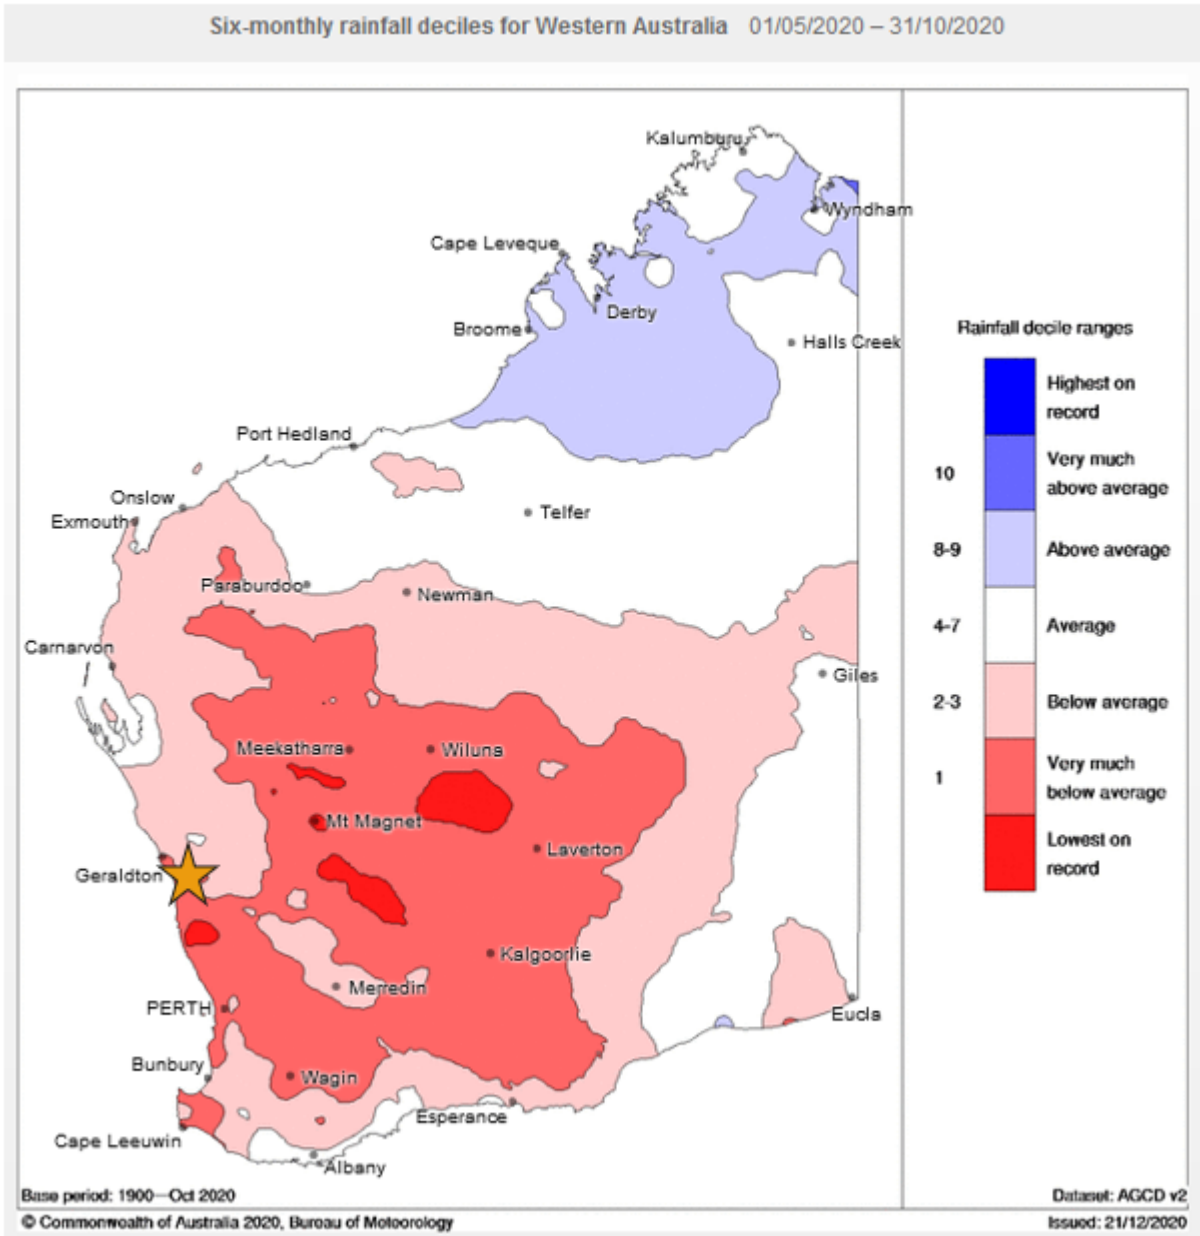 Six-monthly rainfall deciles for Western Australia 01/05/2020 – 31/10/2020
Kalumburu
Wyndham
Cape Leveque
Derby
Broome
Halls Creek
Port Hedland
Onslow
Exmouth
Telfer
Paraburdoo
Newman
Carnarvon
Giles
Meekatharra
Wiluna
Mt Magnet
Laverton
Geraldton
Kalgoorlie
Merredin
PERTH
Eucla
Bunbury
Wagin
Esperance
Cape Leeuwin
Albany
Rainfall decile ranges
Highest on
record
10
Very much
above average
8-9
Above average
4-7
Average
2-3
Below average
1
Very much
below average
Lowest on
record
Base period: 1900—Oct 2020
Dataset: AGCD v2
© Commonwealth of Australia 2020, Bureau of Meteorology
Issued: 21/12/2020